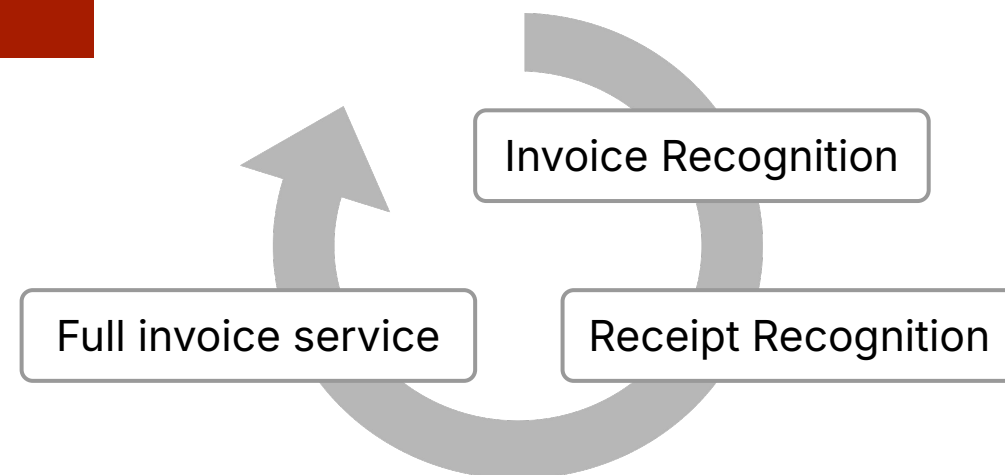 Invoice Recognition
Full invoice service
Receipt Recognition